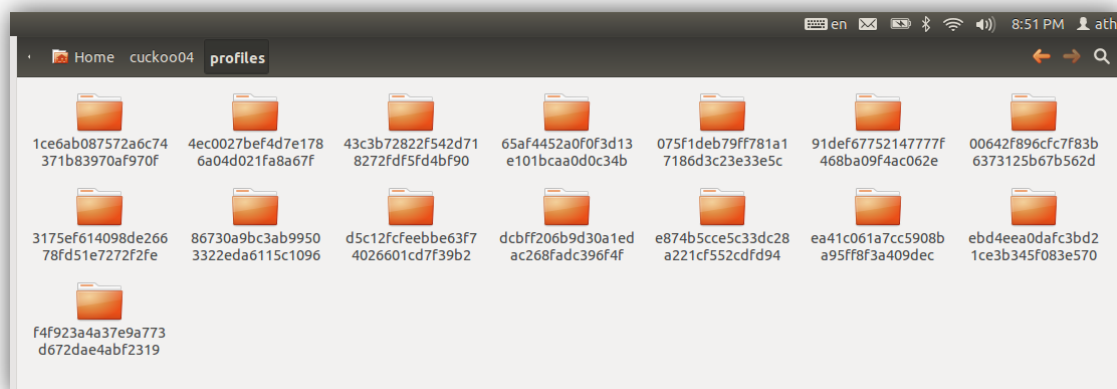 en 8:51 PM ath
Home cuckoo04 profiles
1ce6ab087572a6c74 4ec0027bef4d7e178 43c3b72822f542d71 65af4452a0f0f3d13 075f1deb79ff781a1 91def67752147777f 00642f896cfc7f83b
371b83970af970f 6a04d021fa8a67f 8272fdf5fd4bf90 e101bcaa0d0c34b 7186d3c23e33e5c 468ba09f4ac062e 6373125b67b562d
3175ef614098de266 86730a9bc3ab9950 d5c12fcfeebbe63f7 dcbff206b9d30a1ed e874b5cce5c33dc28 ea41c061a7cc5908b ebd4eea0dafc3bd2
78fd51e7272f2fe 3322eda6115c1096 4026601cd7f39b2 ac268fadc396f4f a221cf552cdfd94 a95ff8f3a409dec 1ce3b345f083e570
f4f923a4a37e9a773
d672dae4abf2319